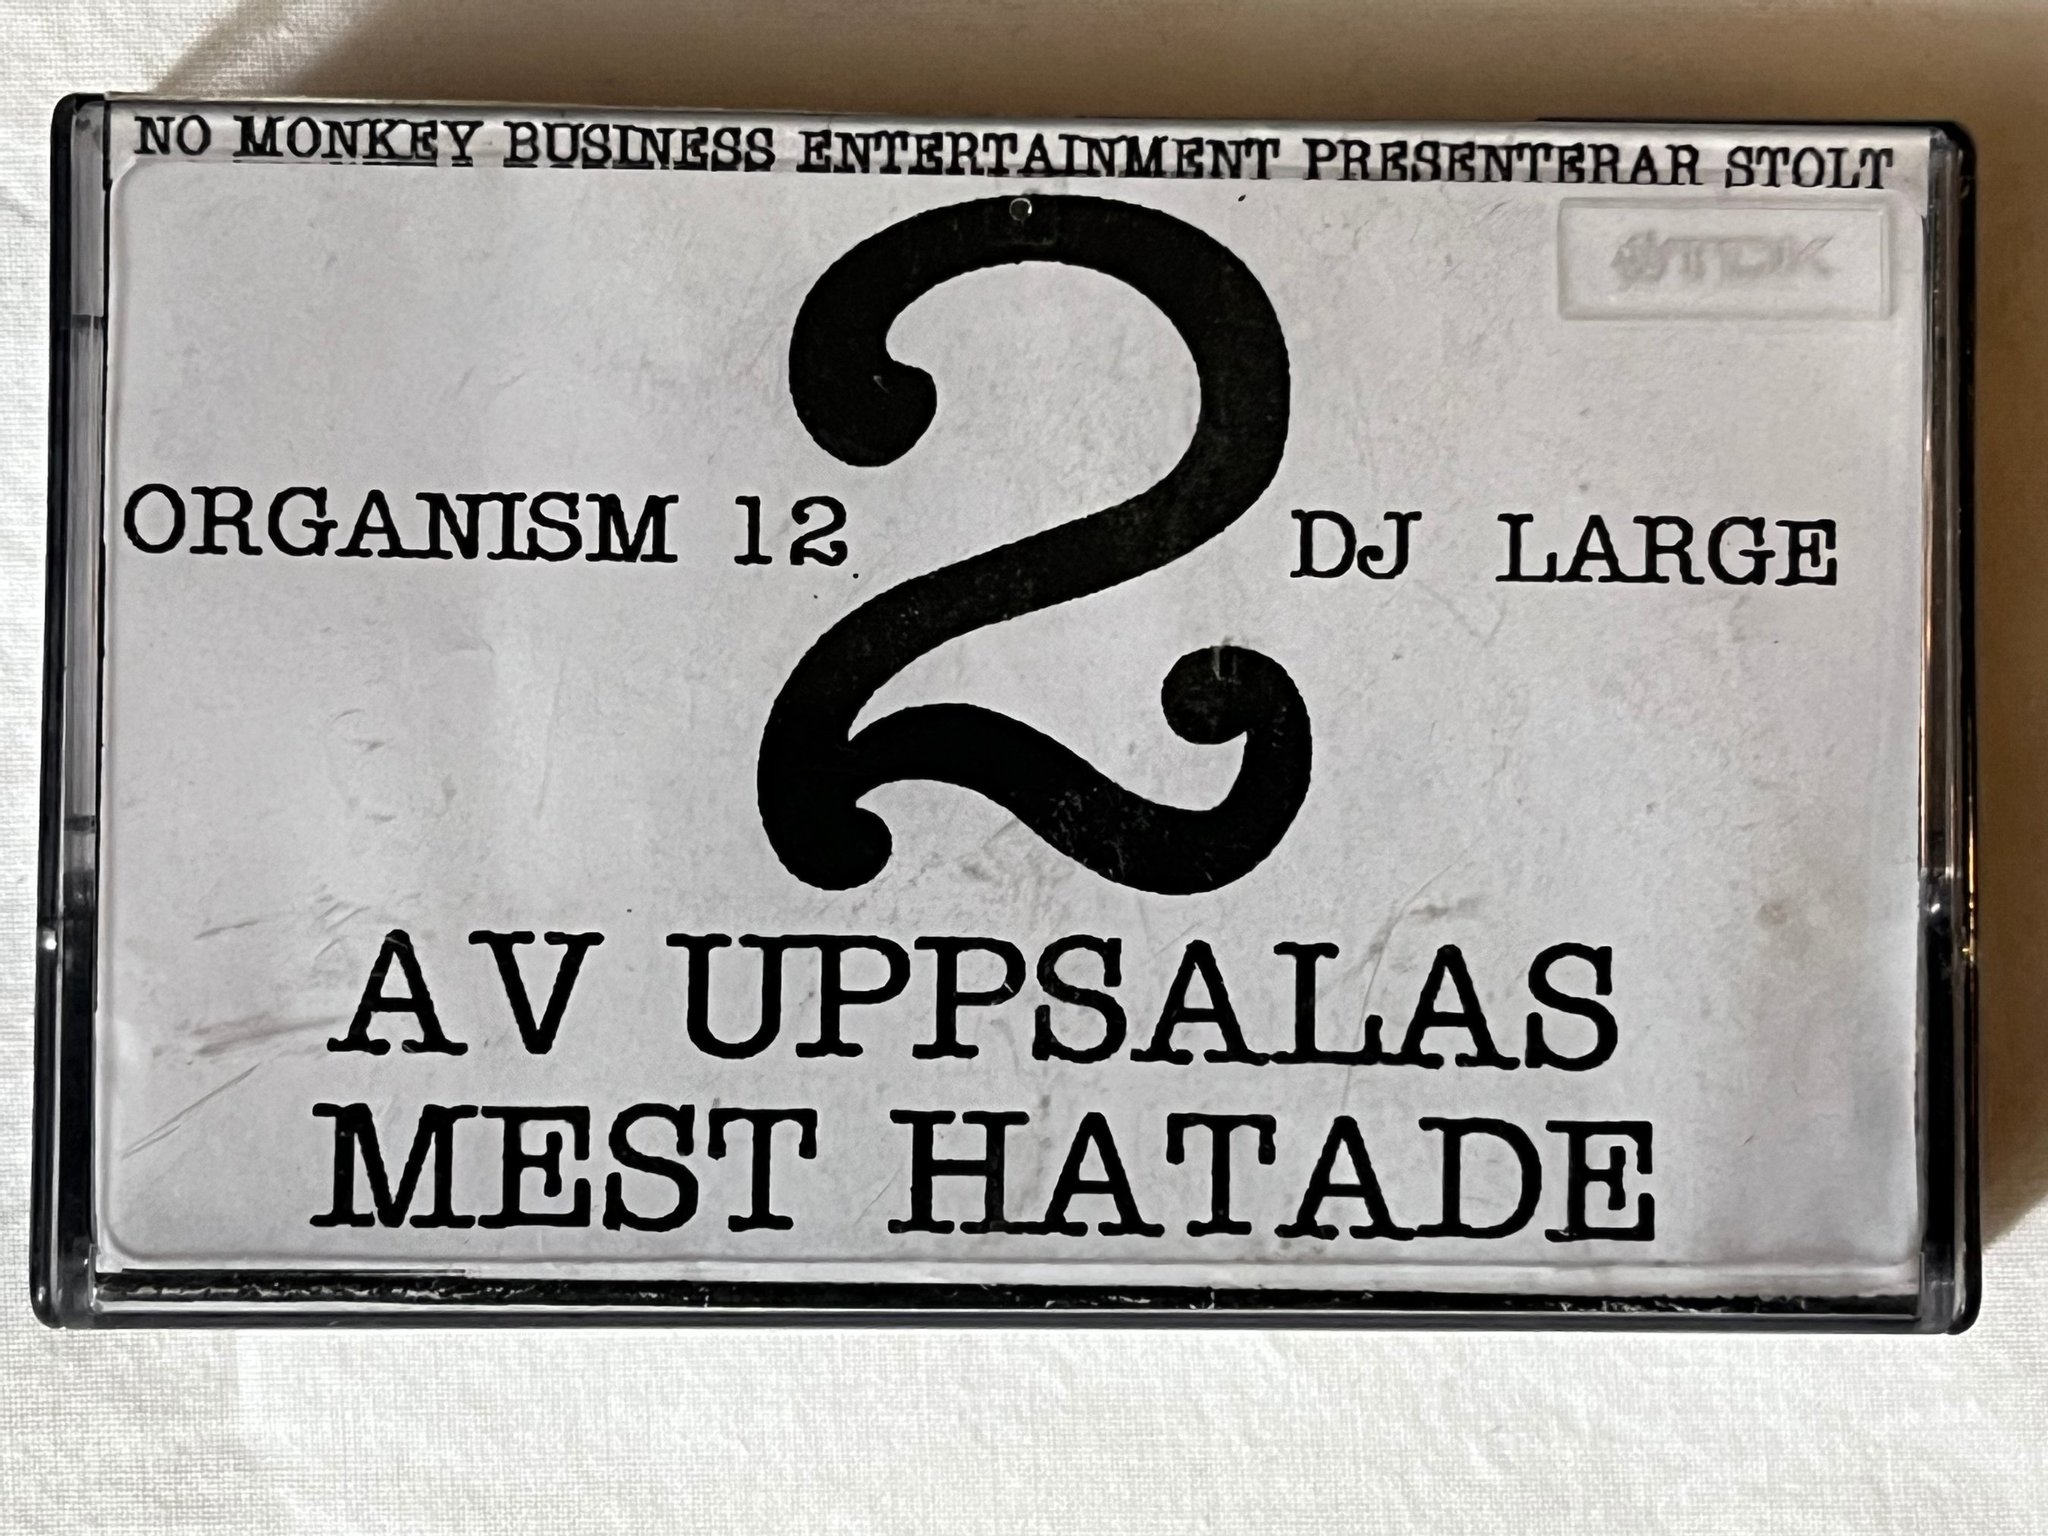 NO MONKEY BUSINESS ENTERTAINMENT PRESENTERAR STOLT
TDK
ORGANISM 12 2 DJ LARGE
AV UPPSALAS
MEST HATADE